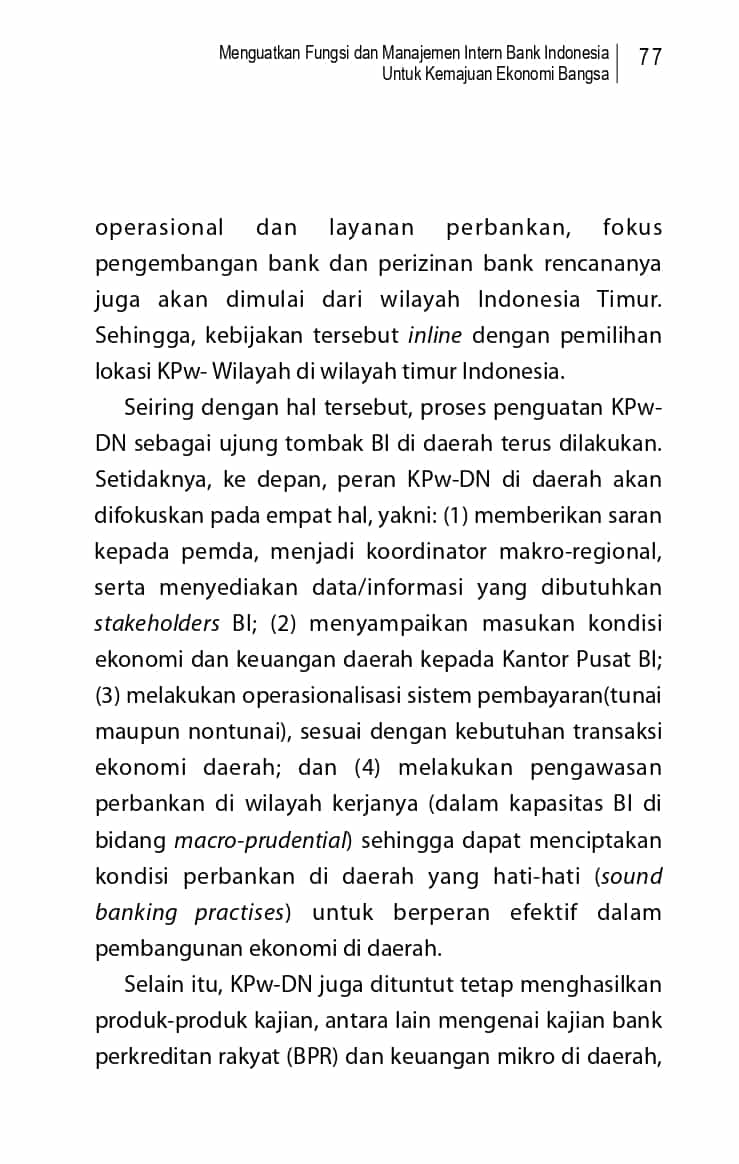 Menguatkan Fungsi dan Manajemen Intern Bank Indonesia
Untuk Kemajuan Ekonomi Bangsa
77
operasional dan layanan perbankan, fokus
pengembangan bank dan perizinan bank rencananya
juga akan dimulai dari wilayah Indonesia Timur.
Sehingga, kebijakan tersebut inline dengan pemilihan
lokasi KPw- Wilayah di wilayah timur Indonesia.
Seiring dengan hal tersebut, proses penguatan KPw-
DN sebagai ujung tombak BI di daerah terus dilakukan.
Setidaknya, ke depan, peran KPw-DN di daerah akan
difokuskan pada empat hal, yakni: (1) memberikan saran
kepada pemda, menjadi koordinator makro-regional,
serta menyediakan data/informasi yang dibutuhkan
stakeholders BI; (2) menyampaikan masukan kondisi
ekonomi dan keuangan daerah kepada Kantor Pusat BI;
(3) melakukan operasionalisasi sistem pembayaran(tunai
maupun nontunai), sesuai dengan kebutuhan transaksi
ekonomi daerah; dan (4) melakukan pengawasan
perbankan di wilayah kerjanya (dalam kapasitas BI di
bidang macro-prudential) sehingga dapat menciptakan
kondisi perbankan di daerah yang hati-hati (sound
banking practises) untuk berperan efektif dalam
pembangunan ekonomi di daerah.
Selain itu, KPw-DN juga dituntut tetap menghasilkan
produk-produk kajian, antara lain mengenai kajian bank
perkreditan rakyat (BPR) dan keuangan mikro di daerah,